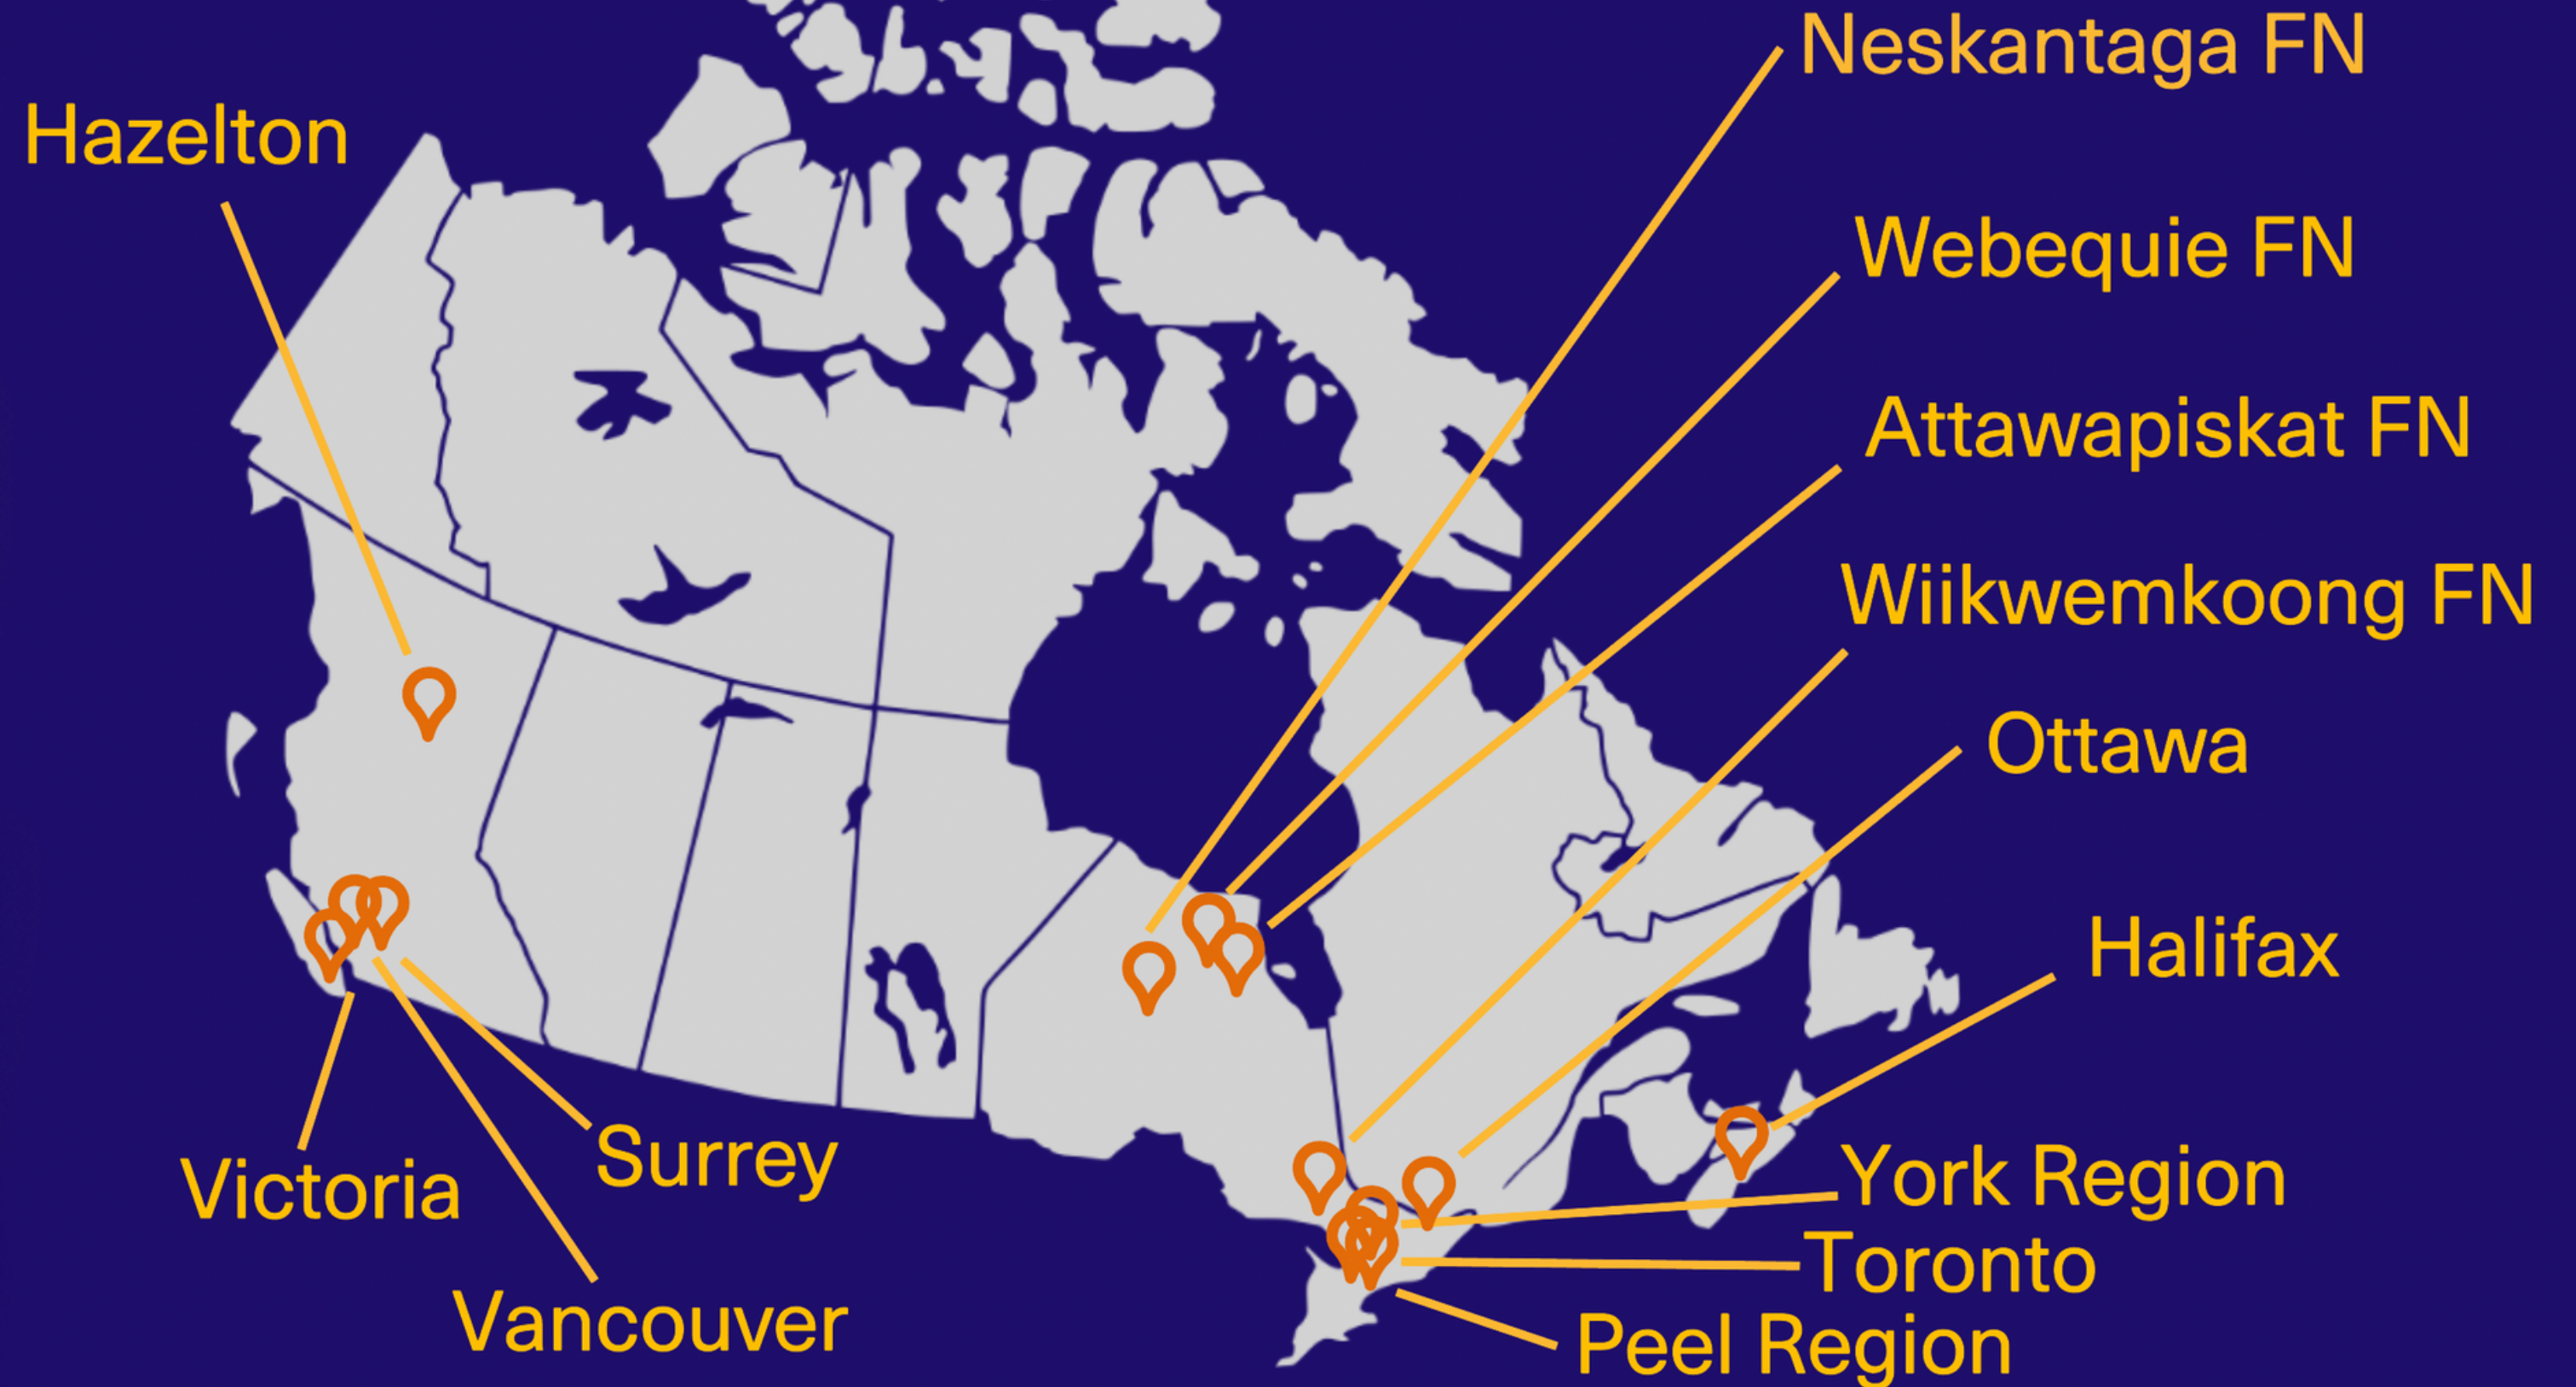 Neskantaga FN
Hazelton
Webequie FN
Attawapiskat FN
Wiikwemkoong FN
Ottawa
Halifax
Surrey
Victoria
York Region
Toronto
Vancouver
Peel Region